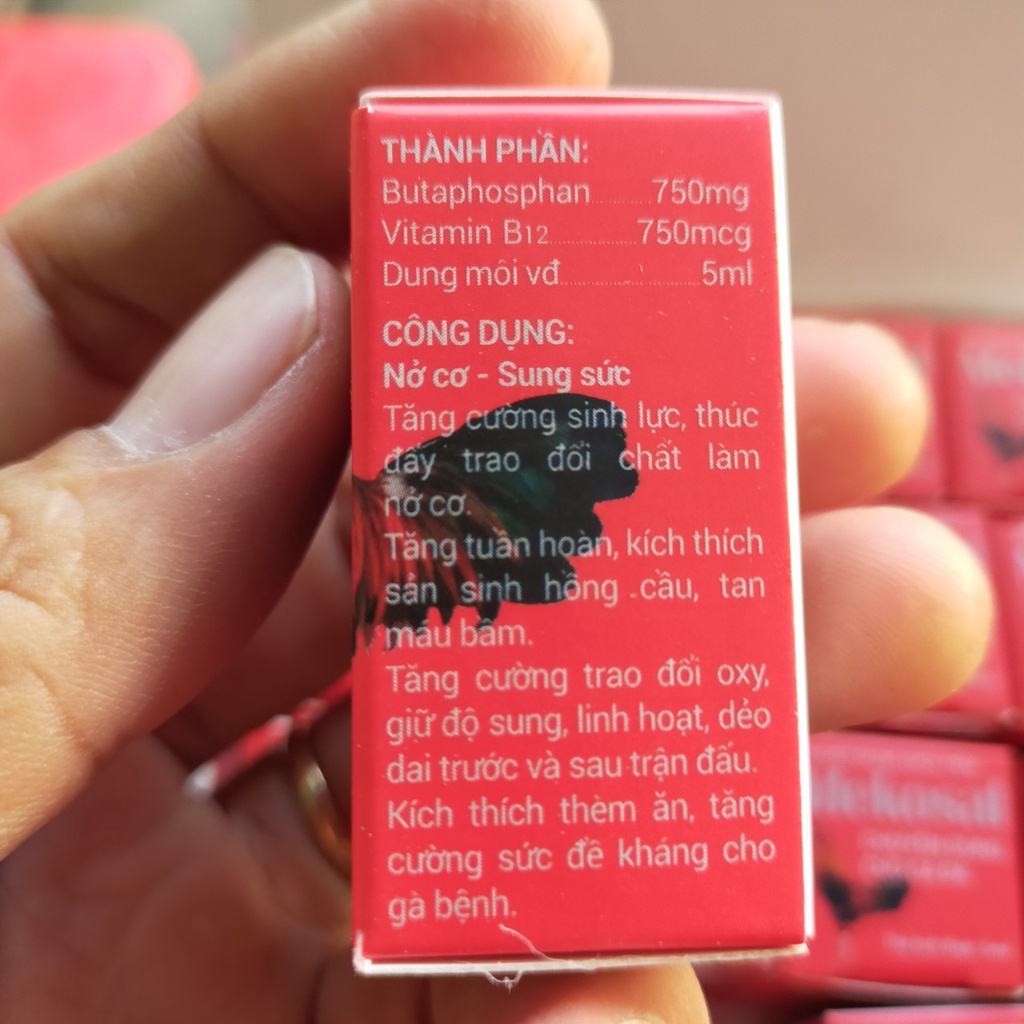 THÀNH PHẦN:
Butaphosphan..........750mg
Vitamin B12..................750mcg
Dung môi vđ.............................5ml
CÔNG DỤNG:
Nở cơ - Sung sức
Tăng cường sinh lực, thúc
đẩy trao đổi chất làm
nở cơ.
Tăng tuần hoàn, kích thích
sản sinh hồng cầu, tan
máu bầm.
Tăng cường trao đổi oxy,
giữ độ sung, linh hoạt, dẻo
dai trước và sau trận đấu.
Kích thích thèm ăn, tăng
cường sức đề kháng cho
gà bệnh.